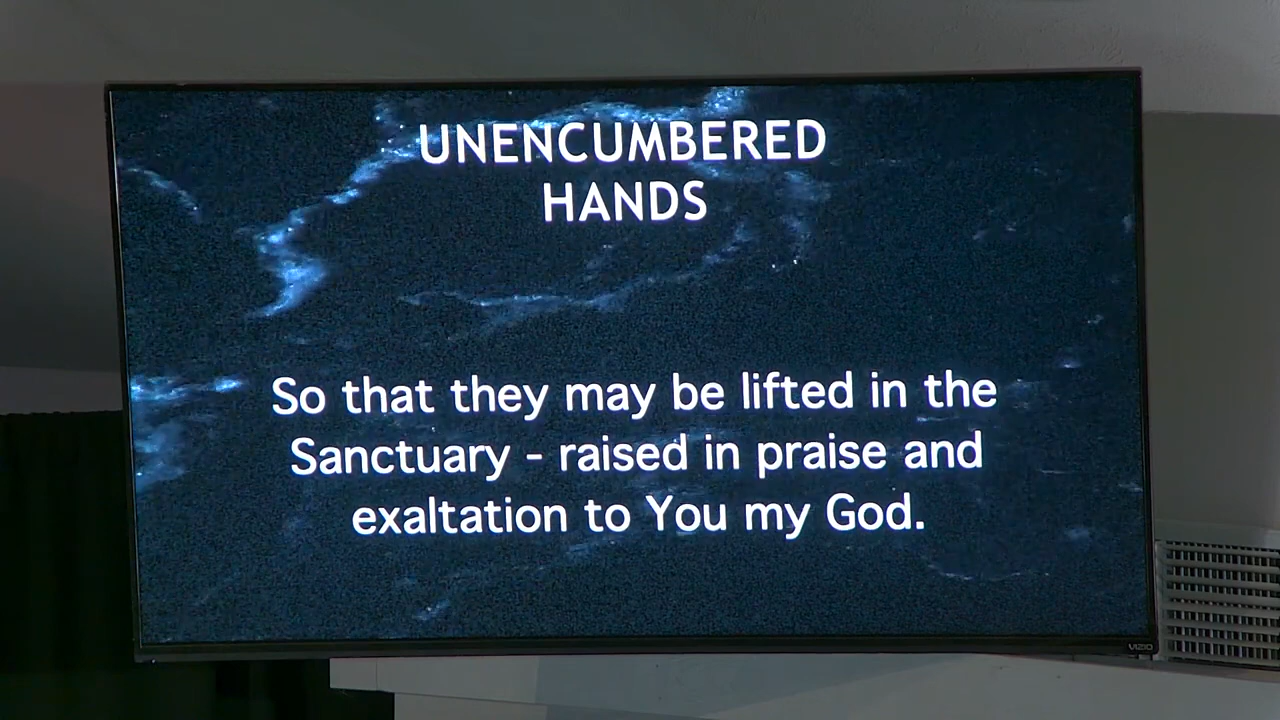 UNENCUMBERED
HANDS
So that they may be lifted in the
Sanctuary - raised in praise and
exaltation to You my God.
VIZIO